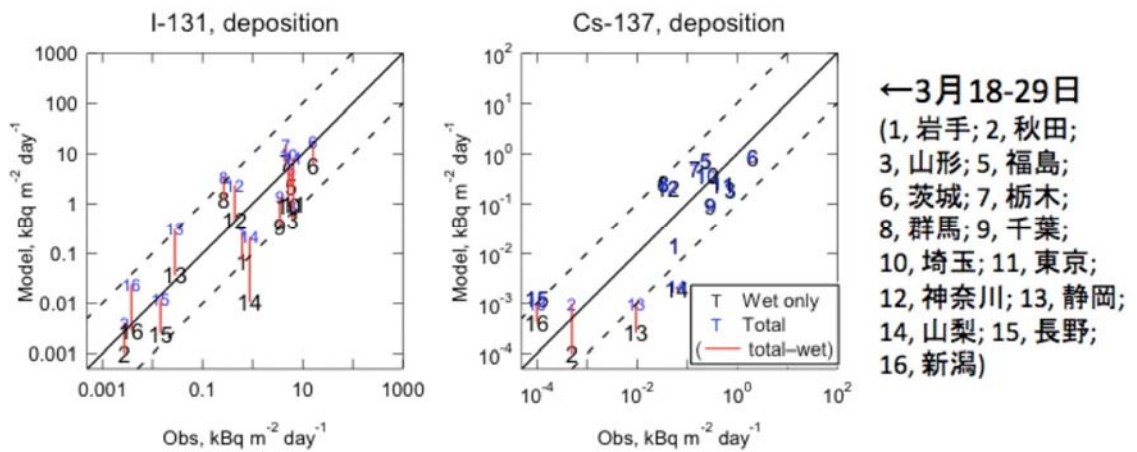 I-131, deposition
1000
100
10
1
0.1
0.01
0.001
Model, kBq m⁻² day⁻¹
0.001
0.1
10
1000
Obs, kBq m⁻² day⁻¹
Cs-137, deposition
10²
10¹
10⁰
10⁻¹
10⁻²
10⁻³
10⁻⁴
Model, kBq m⁻² day⁻¹
10⁻⁴
10⁻²
10⁰
10²
Obs, kBq m⁻² day⁻¹
T Wet only
T Total
(— total–wet)
←3月18-29日
(1, 岩手; 2, 秋田;
3, 山形; 5, 福島;
6, 茨城; 7, 栃木;
8, 群馬; 9, 千葉;
10, 埼玉; 11, 東京;
12, 神奈川; 13, 静岡;
14, 山梨; 15, 長野;
16, 新潟)